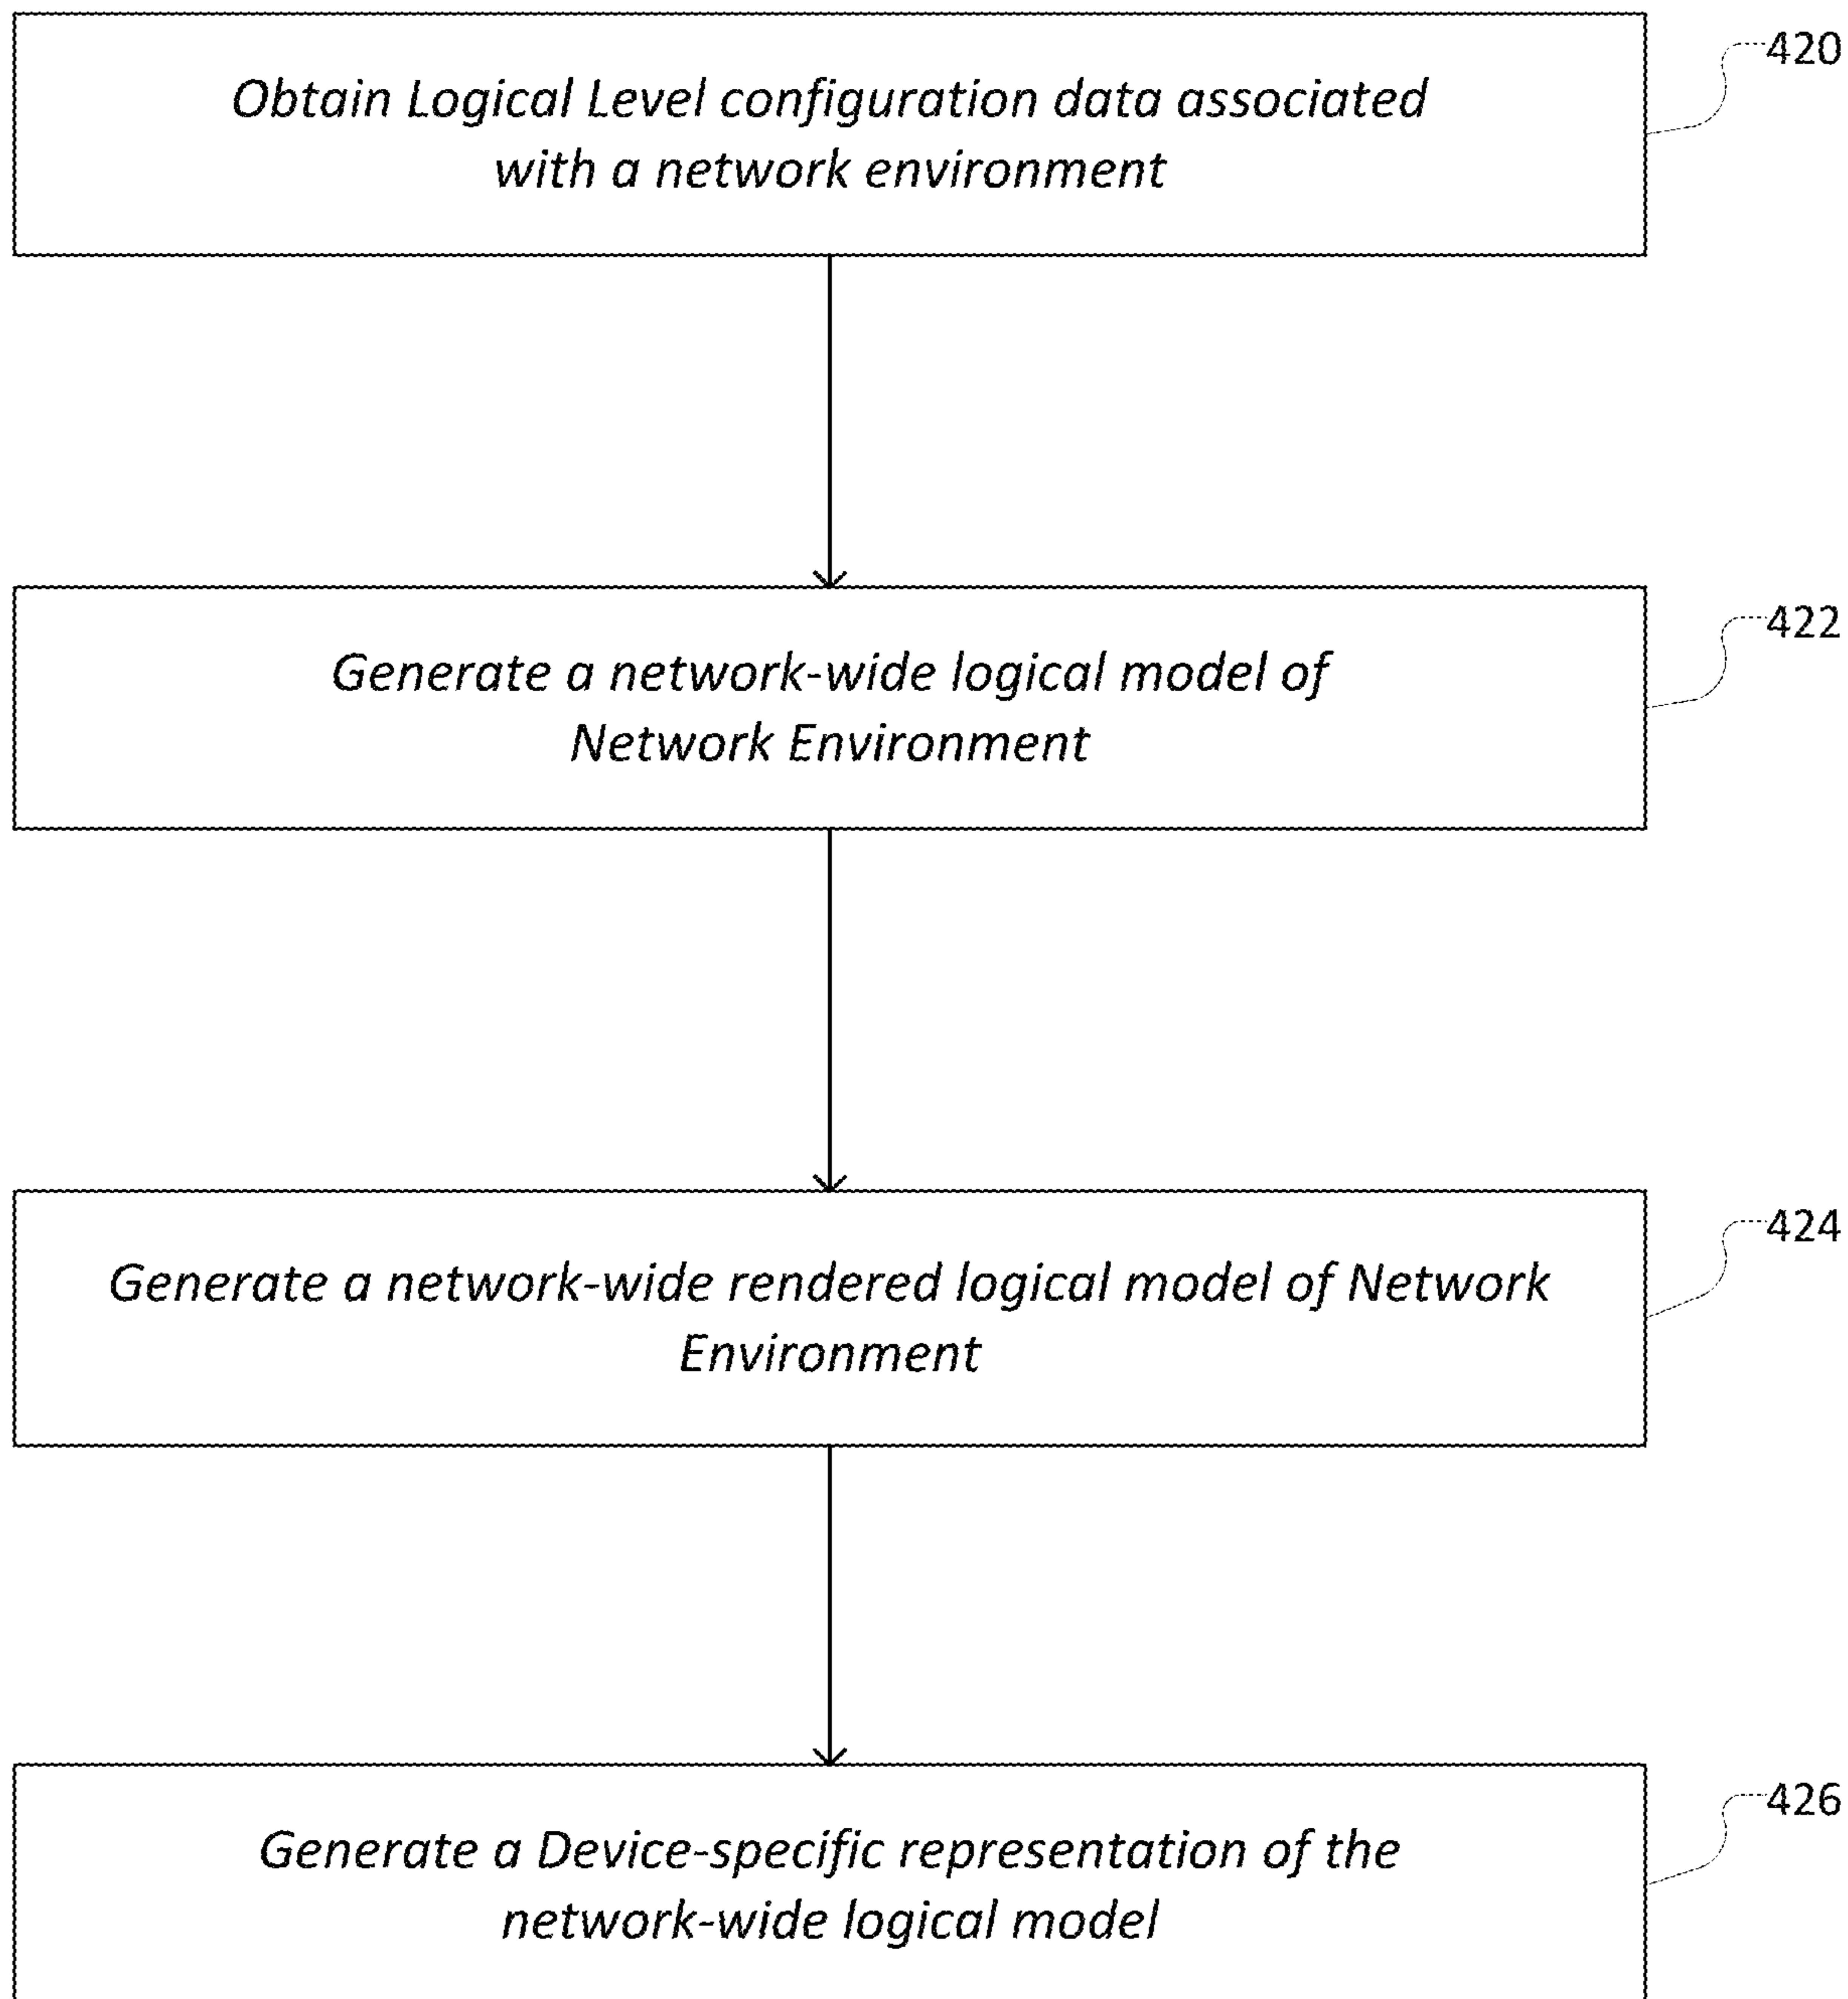 420
Obtain Logical Level configuration data associated
with a network environment
422
Generate a network-wide logical model of
Network Environment
424
Generate a network-wide rendered logical model of Network
Environment
426
Generate a Device-specific representation of the
network-wide logical model